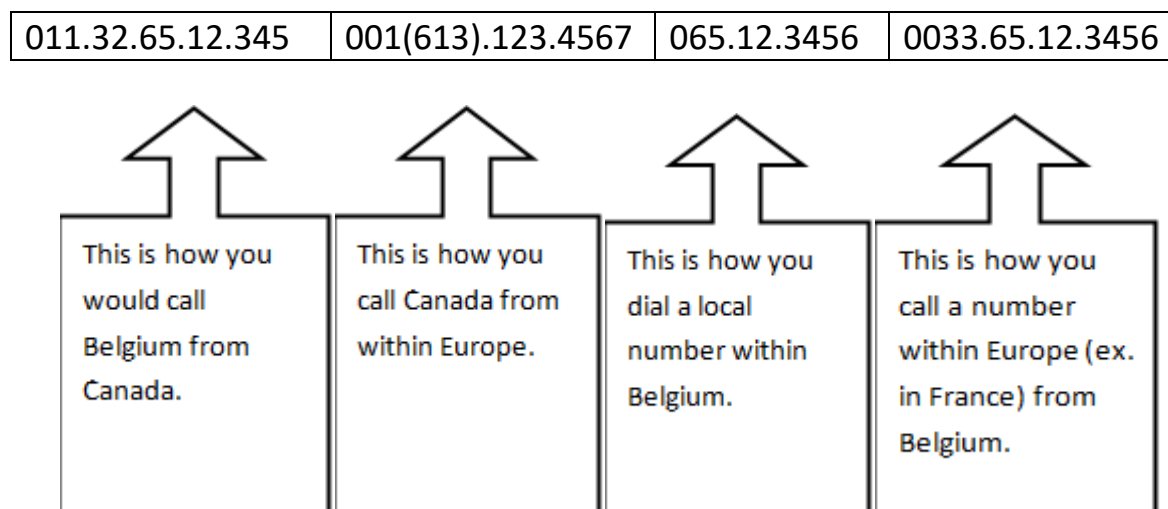 011.32.65.12.345 001(613).123.4567 065.12.3456 0033.65.12.3456
This is how you
would call
Belgium from
Canada.
This is how you
call Canada from
within Europe.
This is how you
dial a local
number within
Belgium.
This is how you
call a number
within Europe (ex.
in France) from
Belgium.